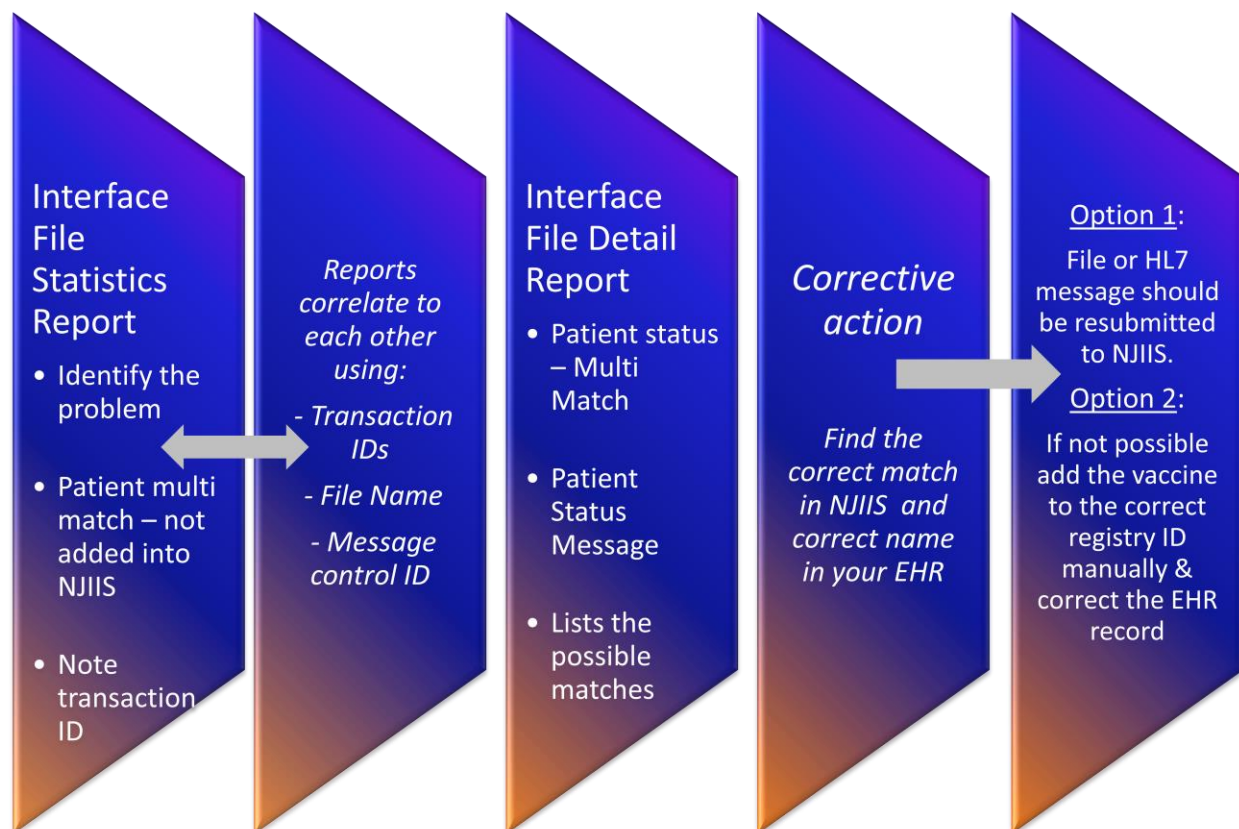 Interface
File
Statistics
Report
• Identify the
problem
• Patient multi
match – not
added into
NJIIS
• Note
transaction
ID
Reports
correlate to
each other
using:
- Transaction
IDs
- File Name
- Message
control ID
Interface
File Detail
Report
• Patient status
– Multi
Match
• Patient
Status
Message
• Lists the
possible
matches
Corrective
action
Find the
correct match
in NJIIS and
correct name
in your EHR
Option 1:
File or HL7
message should
be resubmitted
to NJIIS.
Option 2:
If not possible
add the vaccine
to the correct
registry ID
manually &
correct the EHR
record